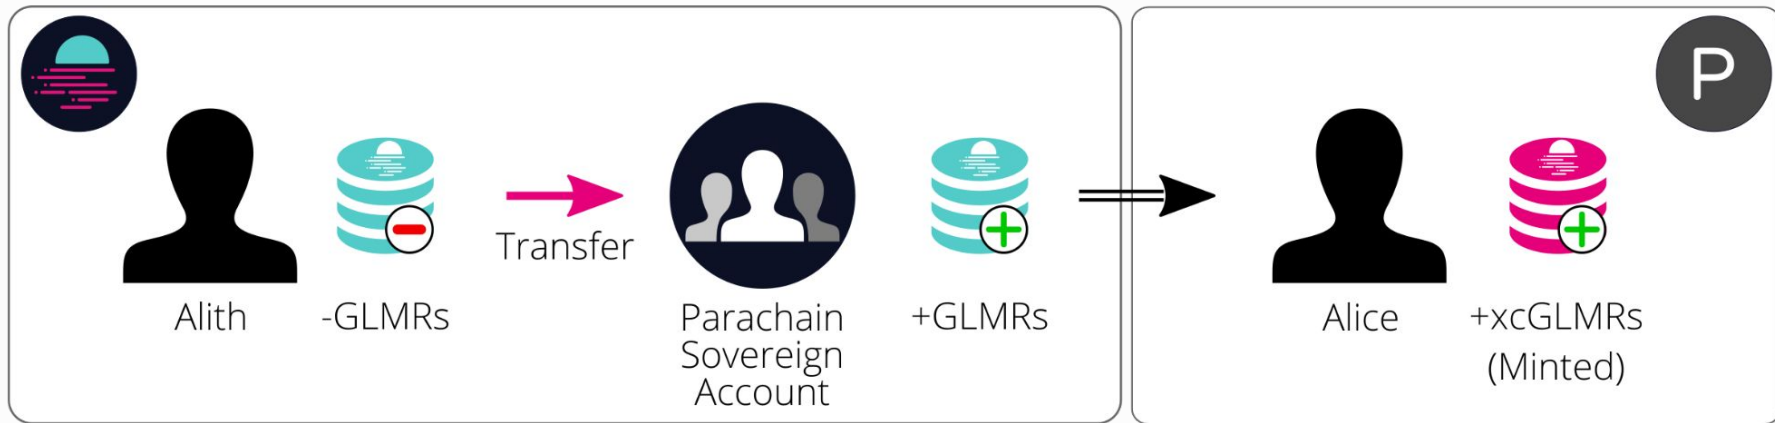 P
Transfer
Alith
-GLMRs
Parachain
Sovereign
Account
+GLMRs
Alice
+xcGLMRs
(Minted)